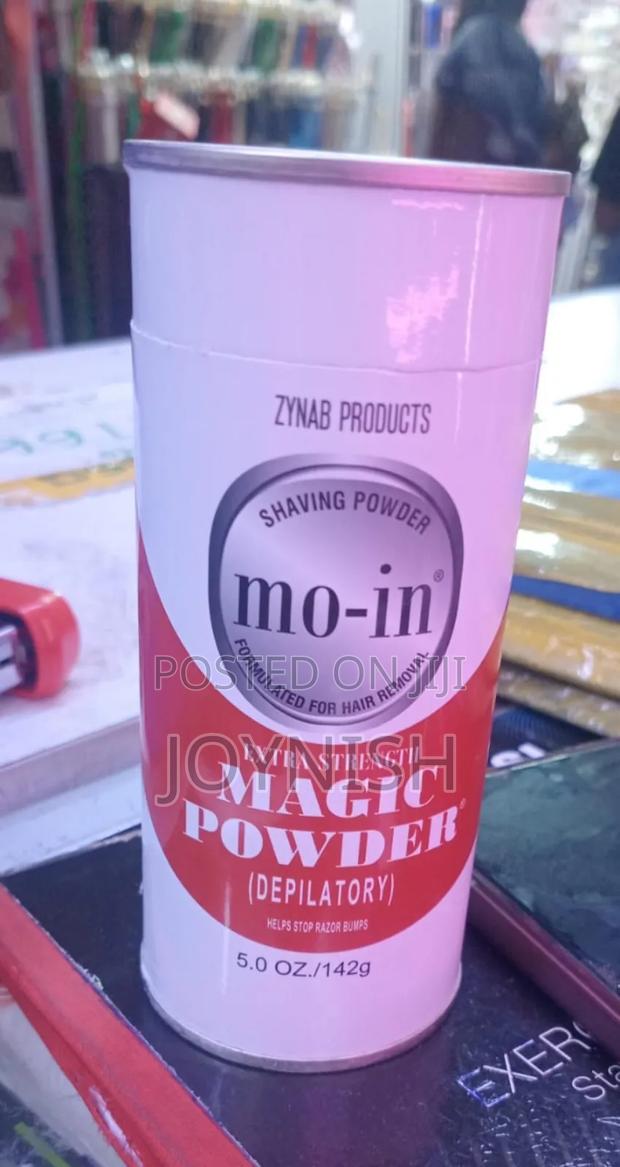 ZYNAB PRODUCTS
SHAVING POWDER
mo-in®
FORMULATED FOR HAIR REMOVAL
POSTED ON JIJI
JOYNISH
EXTRA STRENGTH
MAGIC
POWDER®
(DEPILATORY)
HELPS STOP RAZOR BUMPS
5.0 OZ./142g